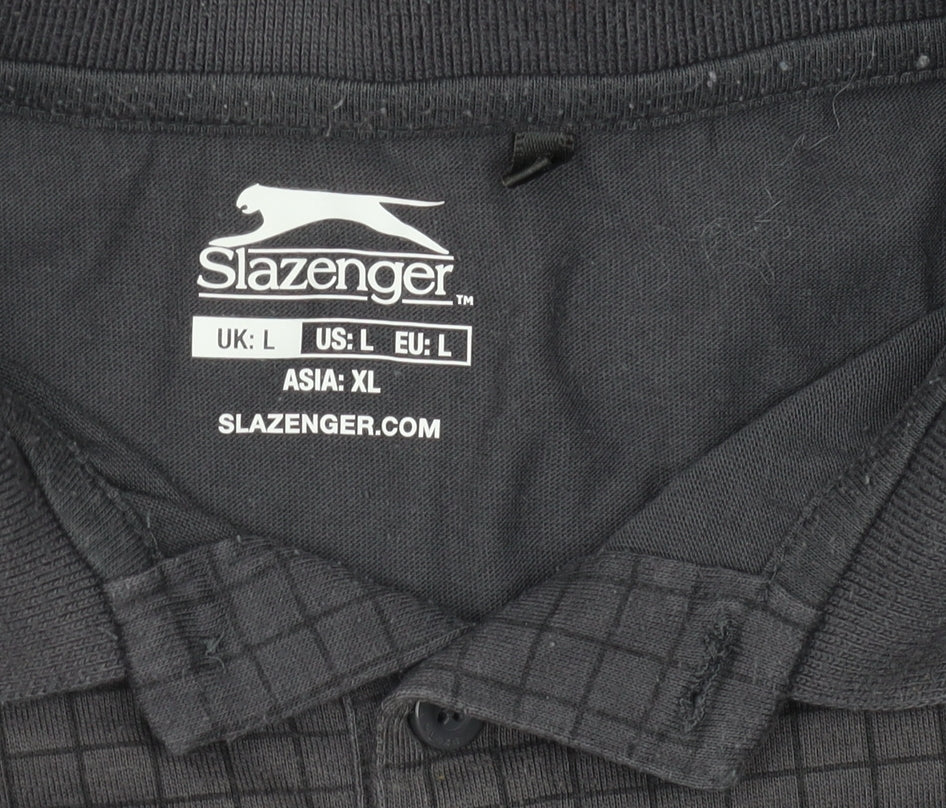 Slazenger™
UK: L US: L EU: L
ASIA: XL
SLAZENGER.COM